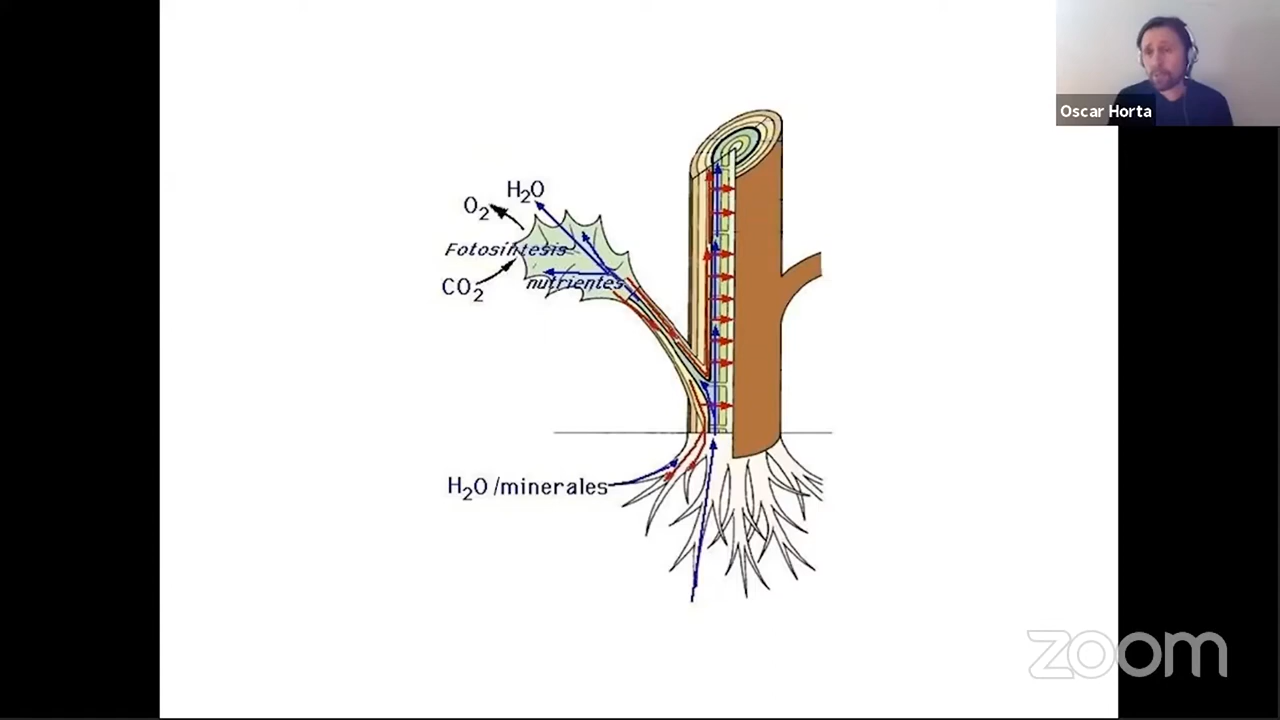 Oscar Horta
H₂O
O₂
Fotosíntesis
CO₂
nutrientes
H₂O/minerales
zoom